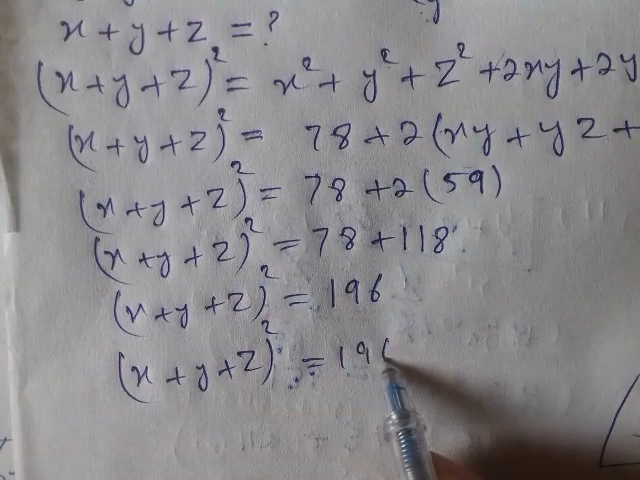 x+y+z = ?
(x+y+z)² = x²+y²+z²+2xy+2y
(x+y+z)² = 78+2(xy+yz+
(x+y+z)² = 78+2(59)
(x+y+z)² = 78+118
(x+y+z)² = 196
(x+y+z)² = 196